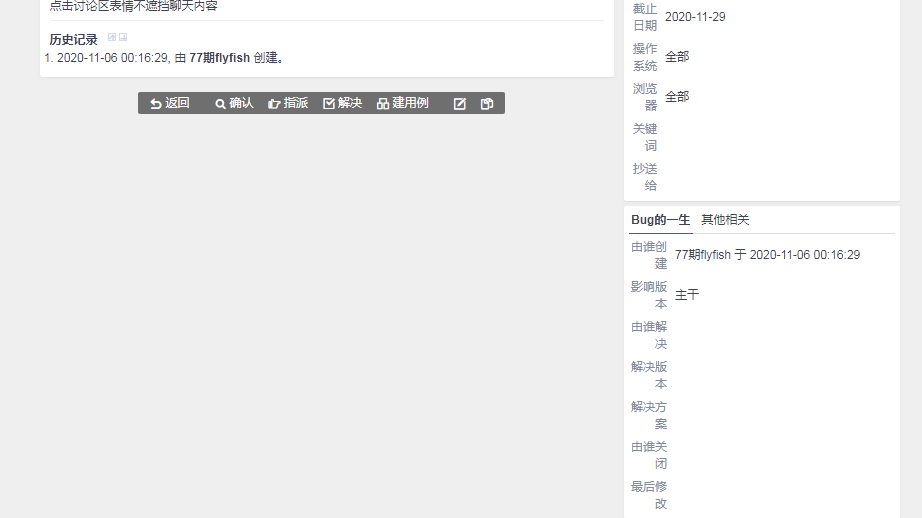 点击讨论区表情不遮挡聊天内容
历史记录
1. 2020-11-06 00:16:29, 由 77期flyfish 创建。
返回 确认 指派 解决 建用例
截止
日期 2020-11-29
操作
系统 全部
浏览
器 全部
关键
词
抄送
给
Bug的一生 其他相关
由谁创
建 77期flyfish 于 2020-11-06 00:16:29
影响版
本 主干
由谁解
决
解决版
本
解决方
案
由谁关
闭
最后修
改